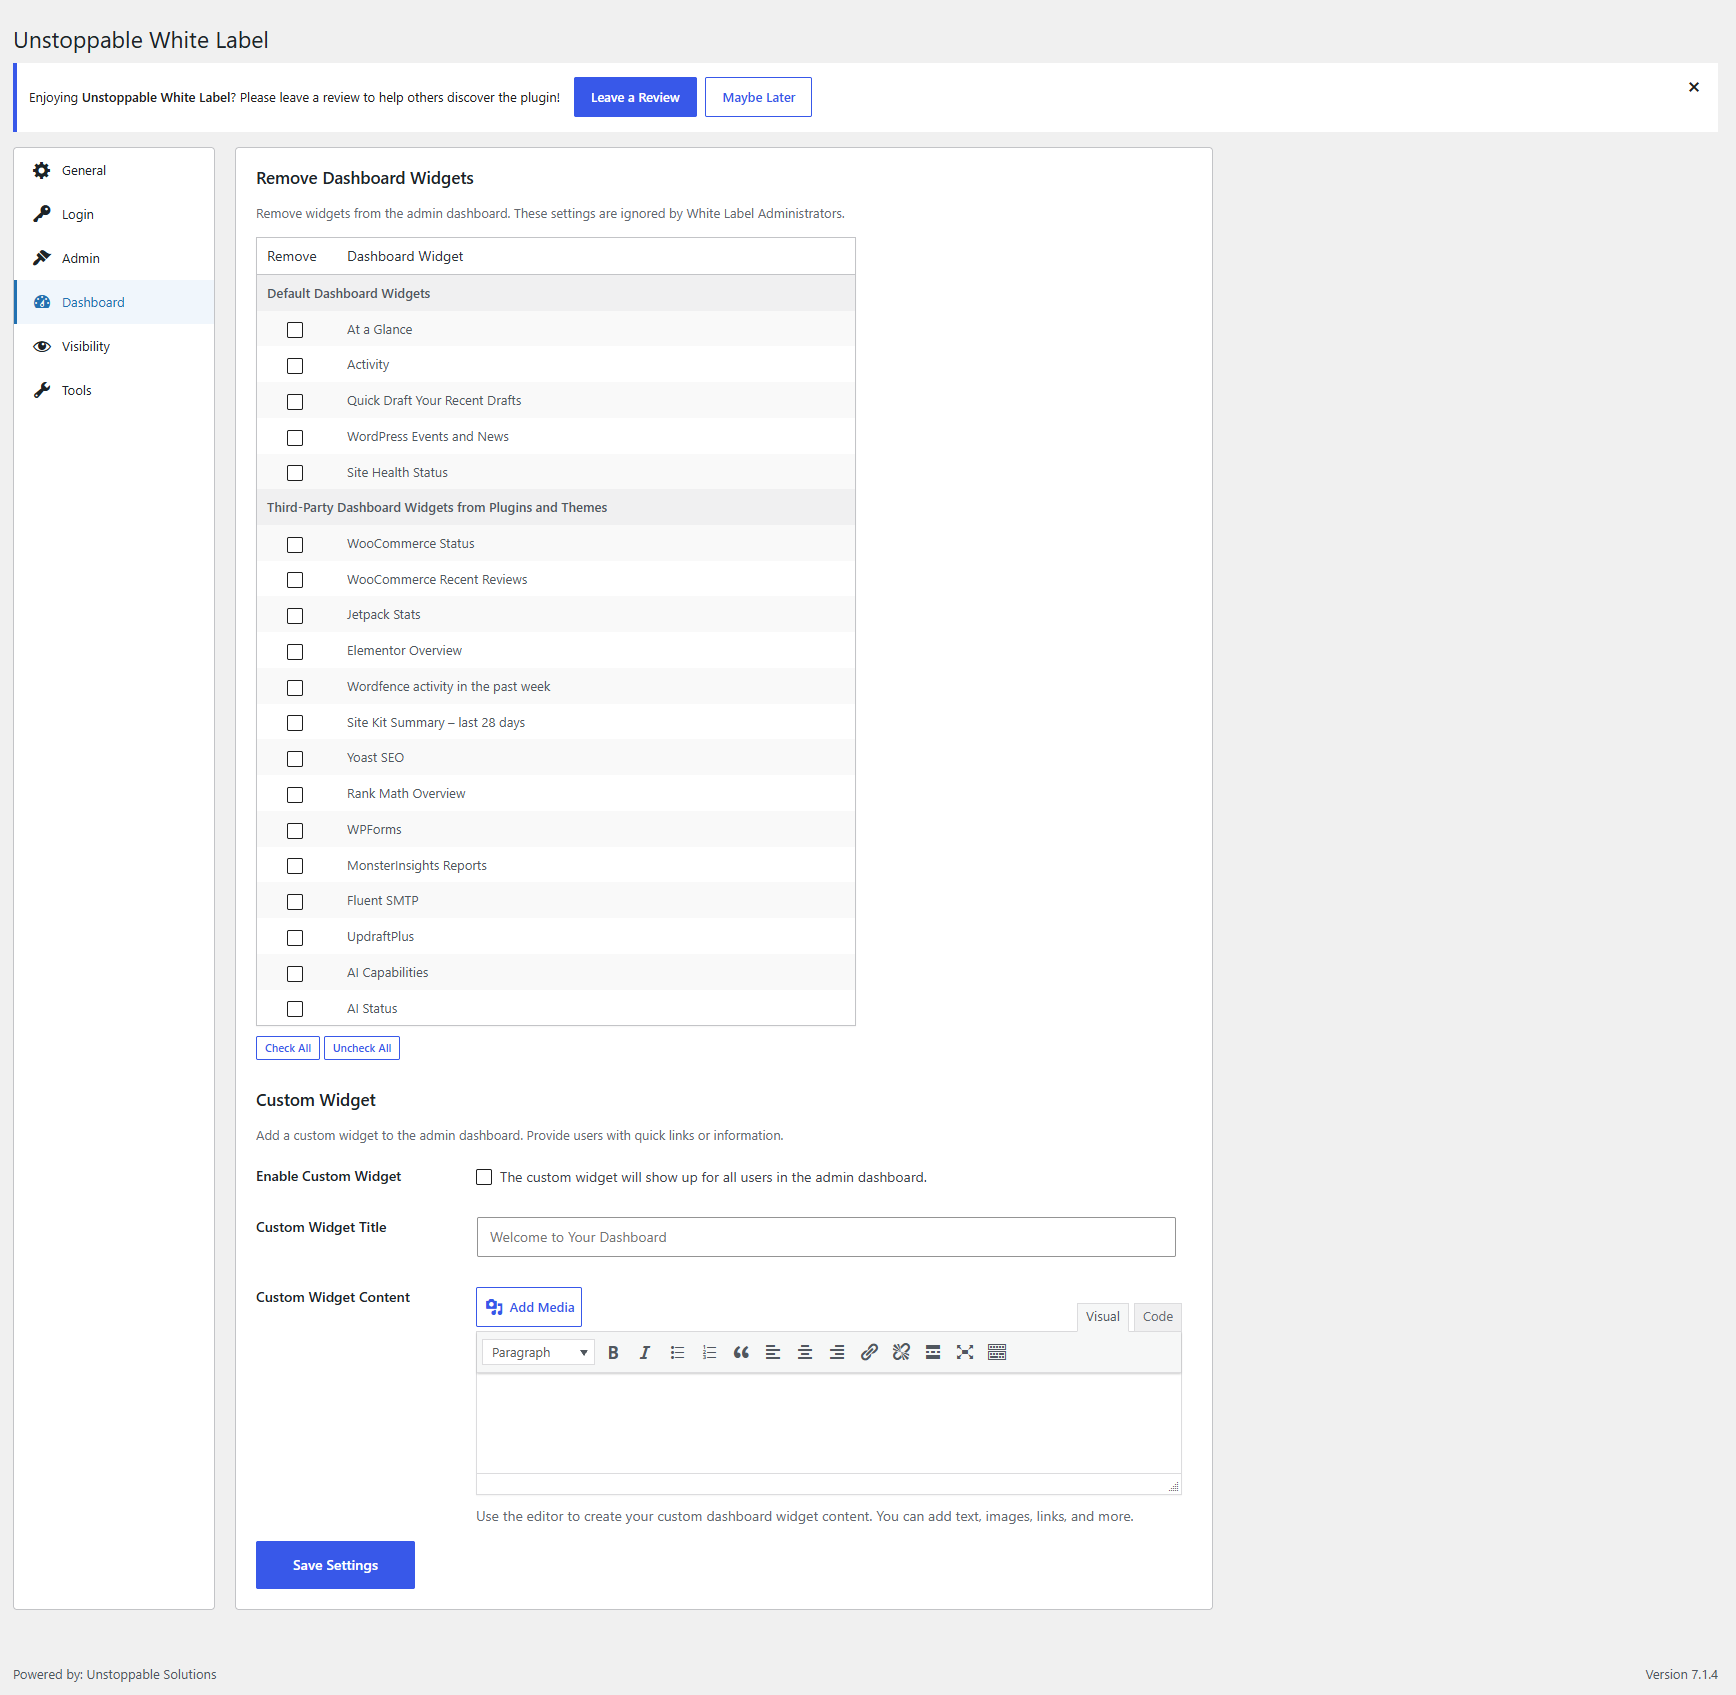 Unstoppable White Label
Enjoying Unstoppable White Label? Please leave a review to help others discover the plugin!
Leave a Review
Maybe Later
General
Login
Admin
Dashboard
Visibility
Tools
Remove Dashboard Widgets
Remove widgets from the admin dashboard. These settings are ignored by White Label Administrators.
Remove Dashboard Widget
Default Dashboard Widgets
At a Glance
Activity
Quick Draft Your Recent Drafts
WordPress Events and News
Site Health Status
Third-Party Dashboard Widgets from Plugins and Themes
WooCommerce Status
WooCommerce Recent Reviews
Jetpack Stats
Elementor Overview
Wordfence activity in the past week
Site Kit Summary – last 28 days
Yoast SEO
Rank Math Overview
WPForms
MonsterInsights Reports
Fluent SMTP
UpdraftPlus
AI Capabilities
AI Status
Check All
Uncheck All
Custom Widget
Add a custom widget to the admin dashboard. Provide users with quick links or information.
Enable Custom Widget
The custom widget will show up for all users in the admin dashboard.
Custom Widget Title
Welcome to Your Dashboard
Custom Widget Content
Add Media
Visual
Code
Paragraph
Use the editor to create your custom dashboard widget content. You can add text, images, links, and more.
Save Settings
Powered by: Unstoppable Solutions
Version 7.1.4